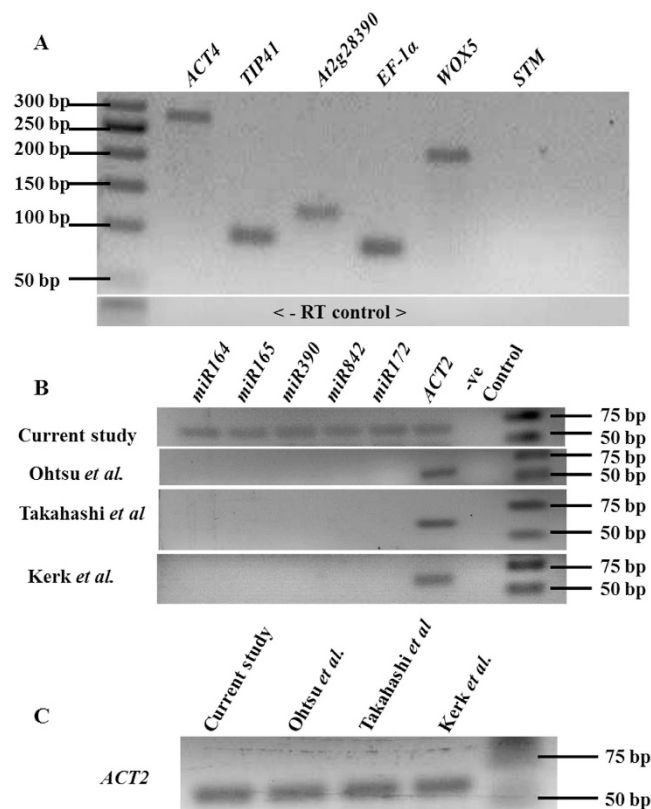 A
ACT4 TIP41 At2g28390 EF-1α WOX5 STM
300 bp
250 bp
200 bp
150 bp
100 bp
50 bp
< - RT control >
B
miR164 miR165 miR390 miR842 miR172 ACT2 -ve Control
Current study
75 bp
50 bp
Ohtsu et al.
75 bp
50 bp
Takahashi et al
75 bp
50 bp
Kerk et al.
75 bp
50 bp
C
Current study Ohtsu et al. Takahashi et al Kerk et al.
ACT2
75 bp
50 bp